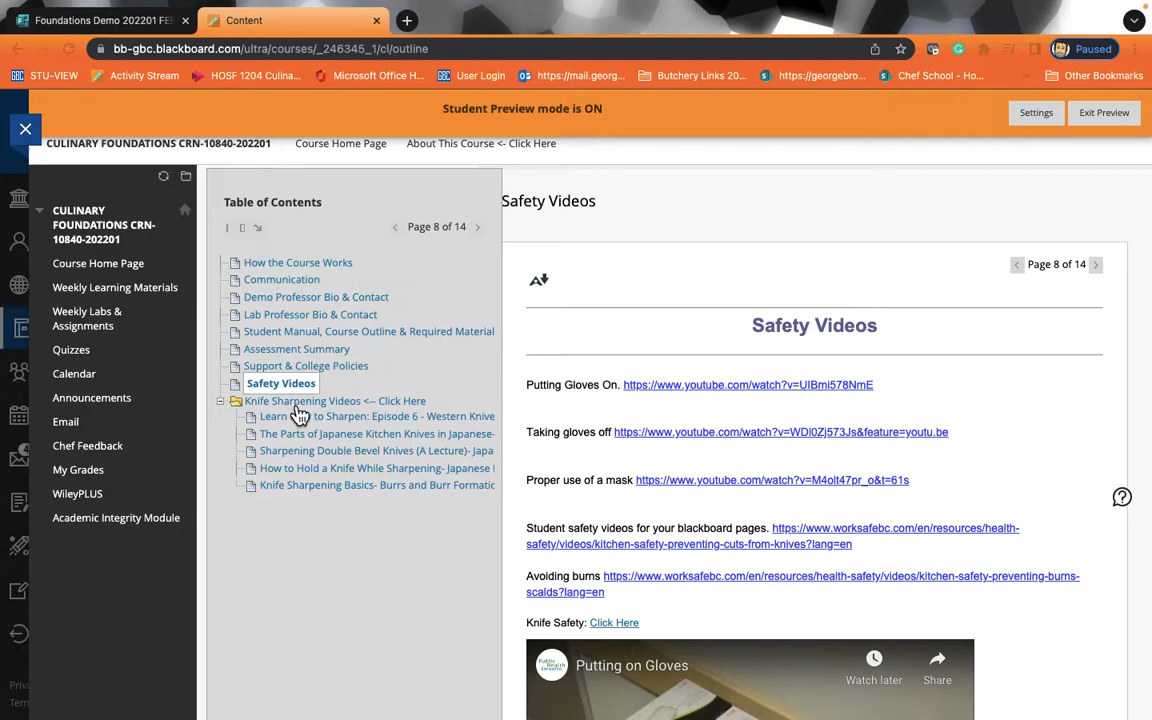 Foundations Demo 202201 FEB
Content
bb-gbc.blackboard.com/ultra/courses/_246345_1/cl/outline
Paused
GBC STU-VIEW
Activity Stream
HOSF 1204 Culina...
Microsoft Office H...
GBC User Login
https://mail.georg...
Butchery Links 20...
https://georgebro...
Chef School - Ho...
Other Bookmarks
Student Preview mode is ON
Settings
Exit Preview
CULINARY FOUNDATIONS CRN-10840-202201
Course Home Page
About This Course <- Click Here
CULINARY
FOUNDATIONS CRN-
10840-202201
Course Home Page
Weekly Learning Materials
Weekly Labs &
Assignments
Quizzes
Calendar
Announcements
Email
Chef Feedback
My Grades
WileyPLUS
Academic Integrity Module
Priva
Term
Table of Contents
Page 8 of 14
How the Course Works
Communication
Demo Professor Bio & Contact
Lab Professor Bio & Contact
Student Manual, Course Outline & Required Material
Assessment Summary
Support & College Policies
Safety Videos
Knife Sharpening Videos <-- Click Here
Learn to Sharpen: Episode 6 - Western Knive
The Parts of Japanese Kitchen Knives in Japanese-
Sharpening Double Bevel Knives (A Lecture)- Japa
How to Hold a Knife While Sharpening- Japanese
Knife Sharpening Basics- Burrs and Burr Formatic
Safety Videos
Page 8 of 14
Safety Videos
Putting Gloves On. https://www.youtube.com/watch?v=UIBmi578NmE
Taking gloves off https://www.youtube.com/watch?v=WDl0Zj573Js&feature=youtu.be
Proper use of a mask https://www.youtube.com/watch?v=M4olt47pr_o&t=61s
Student safety videos for your blackboard pages. https://www.worksafebc.com/en/resources/health-
safety/videos/kitchen-safety-preventing-cuts-from-knives?lang=en
Avoiding burns https://www.worksafebc.com/en/resources/health-safety/videos/kitchen-safety-preventing-burns-
scalds?lang=en
Knife Safety: Click Here
Public Health Ontario
Putting on Gloves
Watch later
Share